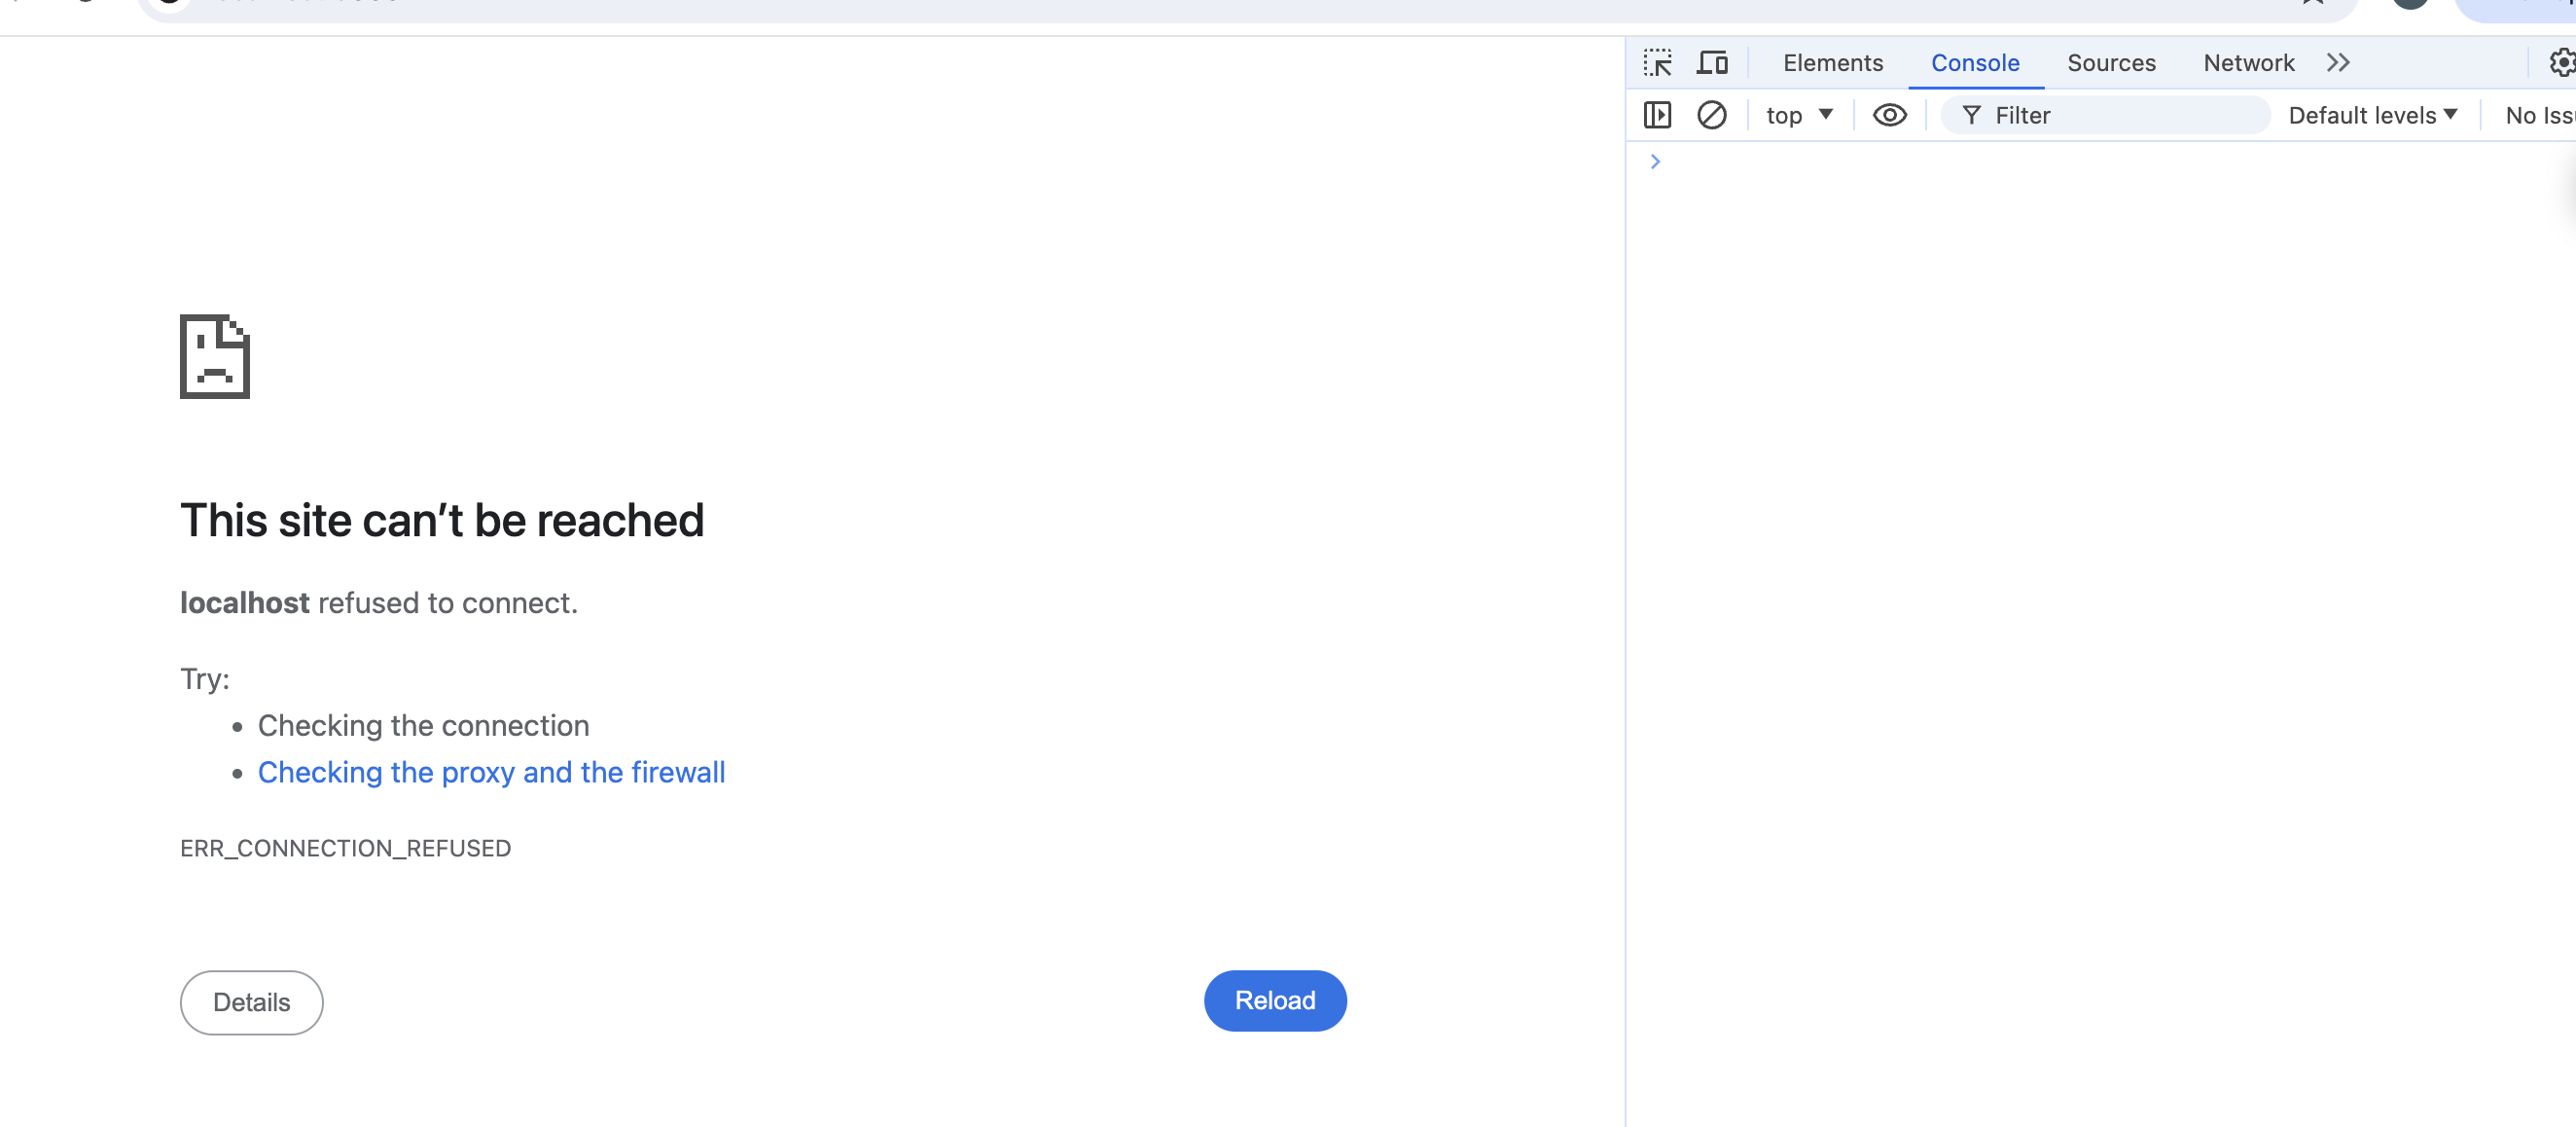 Elements Console Sources Network
top Filter Default levels No Iss
This site can’t be reached
localhost refused to connect.
Try:
Checking the connection
Checking the proxy and the firewall
ERR_CONNECTION_REFUSED
Details
Reload